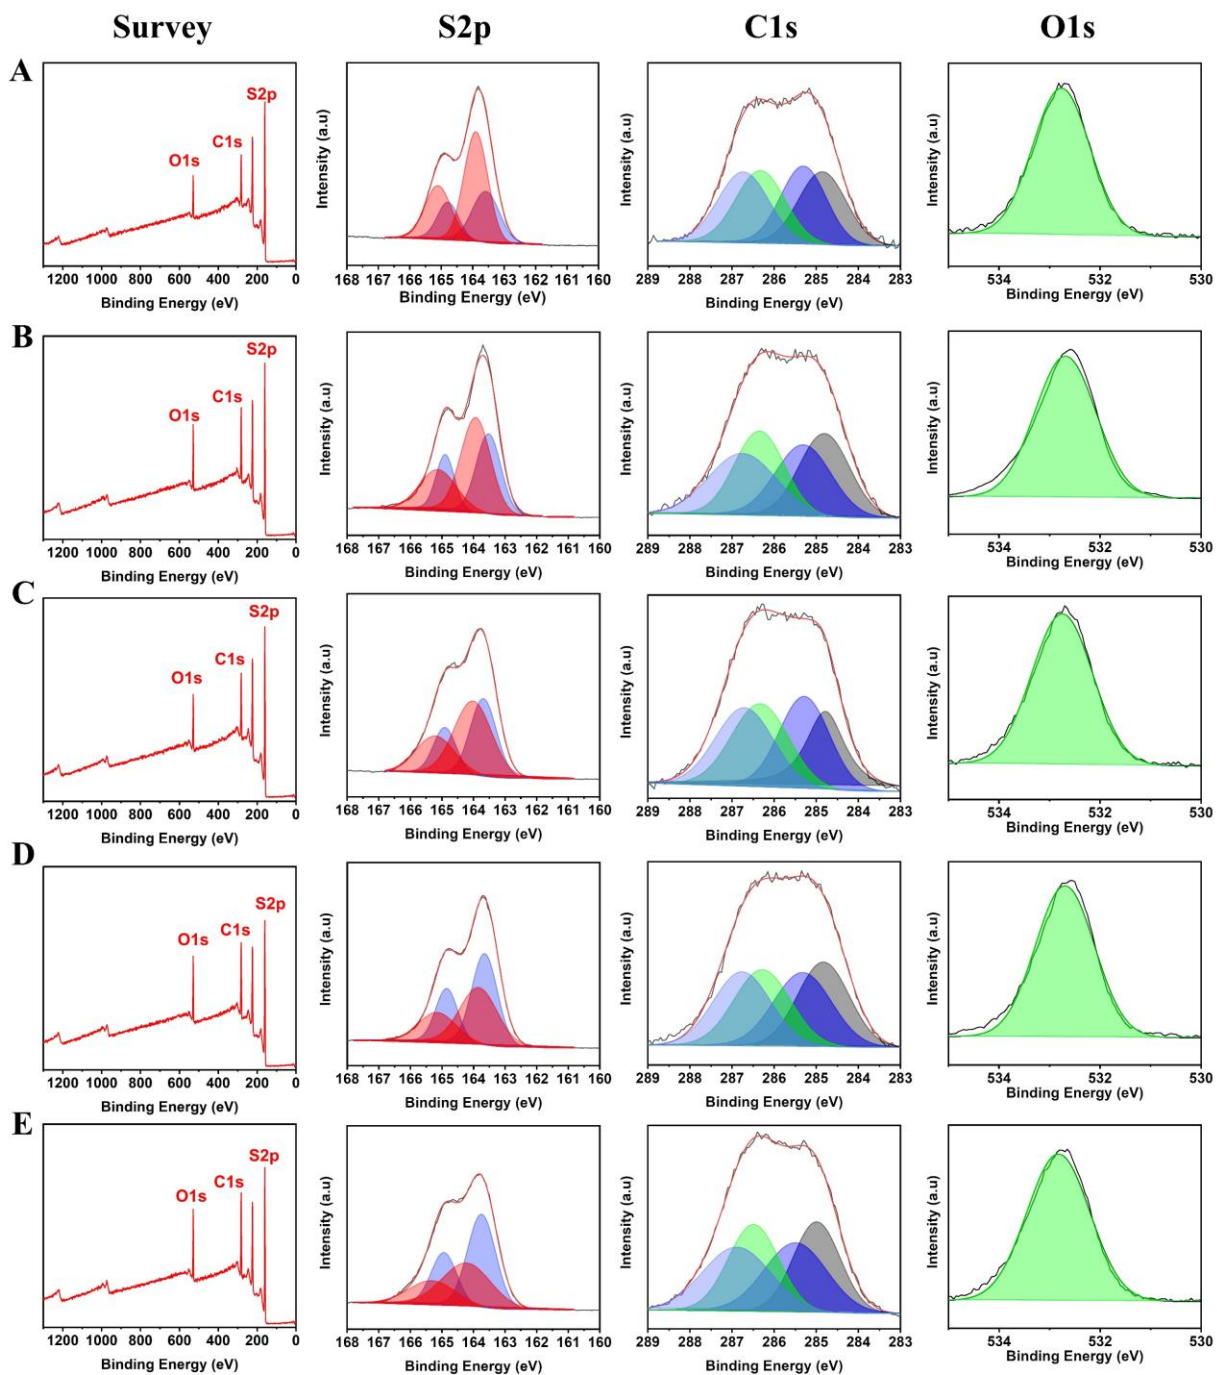 Survey S2p C1s O1s
A
S2p
C1s
O1s
1200 1000 800 600 400 200 0
Binding Energy (eV)
Intensity (a.u)
168 167 166 165 164 163 162 161 160
Binding Energy (eV)
Intensity (a.u)
289 288 287 286 285 284 283
Binding Energy (eV)
Intensity (a.u)
534 532 530
Binding Energy (eV)
B
S2p
C1s
O1s
1200 1000 800 600 400 200 0
Binding Energy (eV)
Intensity (a.u)
168 167 166 165 164 163 162 161 160
Binding Energy (eV)
Intensity (a.u)
289 288 287 286 285 284 283
Binding Energy (eV)
Intensity (a.u)
534 532 530
Binding Energy (eV)
C
S2p
C1s
O1s
1200 1000 800 600 400 200 0
Binding Energy (eV)
Intensity (a.u)
168 167 166 165 164 163 162 161 160
Binding Energy (eV)
Intensity (a.u)
289 288 287 286 285 284 283
Binding Energy (eV)
Intensity (a.u)
534 532 530
Binding Energy (eV)
D
S2p
C1s
O1s
1200 1000 800 600 400 200 0
Binding Energy (eV)
Intensity (a.u)
168 167 166 165 164 163 162 161 160
Binding Energy (eV)
Intensity (a.u)
289 288 287 286 285 284 283
Binding Energy (eV)
Intensity (a.u)
534 532 530
Binding Energy (eV)
E
S2p
C1s
O1s
1200 1000 800 600 400 200 0
Binding Energy (eV)
Intensity (a.u)
168 167 166 165 164 163 162 161 160
Binding Energy (eV)
Intensity (a.u)
289 288 287 286 285 284 283
Binding Energy (eV)
Intensity (a.u)
534 532 530
Binding Energy (eV)